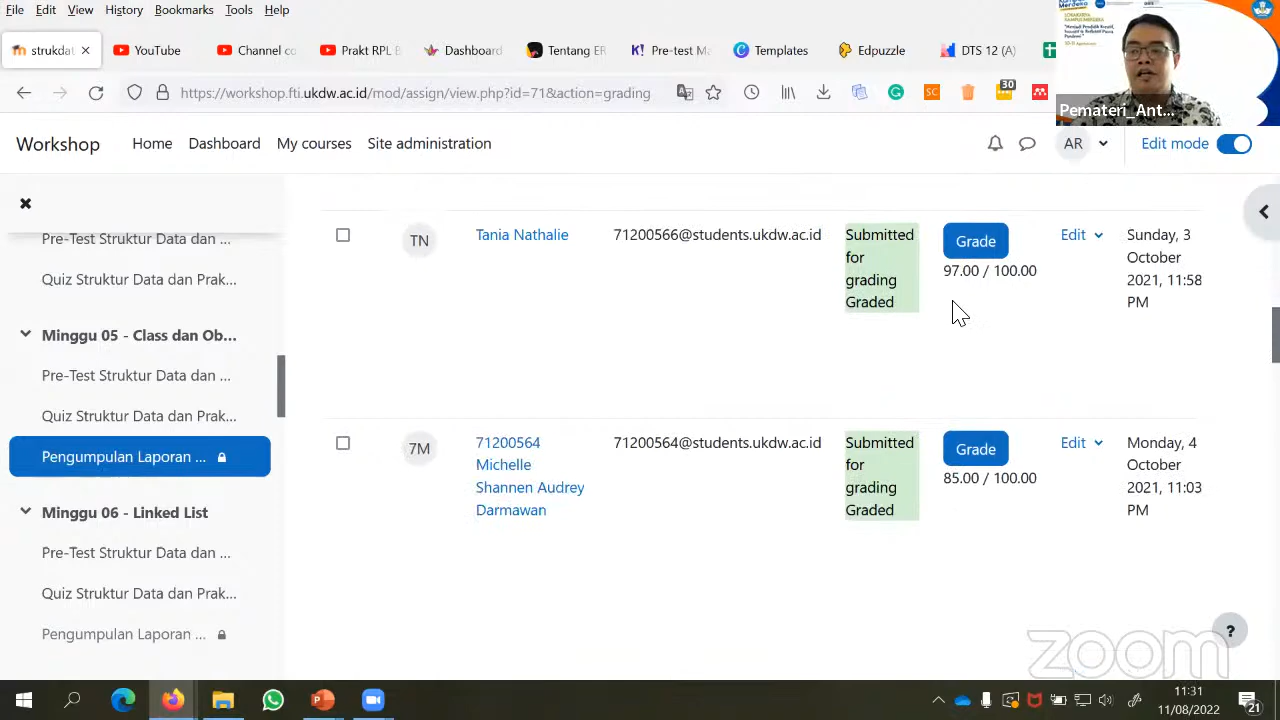 File Edit View History Bookmarks Tools Help
strukdat
YouTube
Dashboard
Pre-test M
Templates
Puzzle
DTS 12 (A)
https://workshop.fti.ukdw.ac.id/mod/assign/view.php?id=71&action=grading
30
SC
Pemateri_Ant...
Workshop
Home Dashboard My courses Site administration
AR
Edit mode
Pre-Test Struktur Data dan ...
Quiz Struktur Data dan Prak...
Minggu 05 - Class dan Ob...
Pre-Test Struktur Data dan ...
Quiz Struktur Data dan Prak...
Pengumpulan Laporan ...
Minggu 06 - Linked List
Pre-Test Struktur Data dan ...
Quiz Struktur Data dan Prak...
Pengumpulan Laporan ...
TN
Tania Nathalie
71200566@students.ukdw.ac.id
Submitted
for
grading
Graded
Grade
97.00 / 100.00
Edit
Sunday, 3
October
2021, 11:58
PM
7M
71200564
Michelle
Shannen Audrey
Darmawan
71200564@students.ukdw.ac.id
Submitted
for
grading
Graded
Grade
85.00 / 100.00
Edit
Monday, 4
October
2021, 11:03
PM
?
zoom
11:31
11/08/2022
21